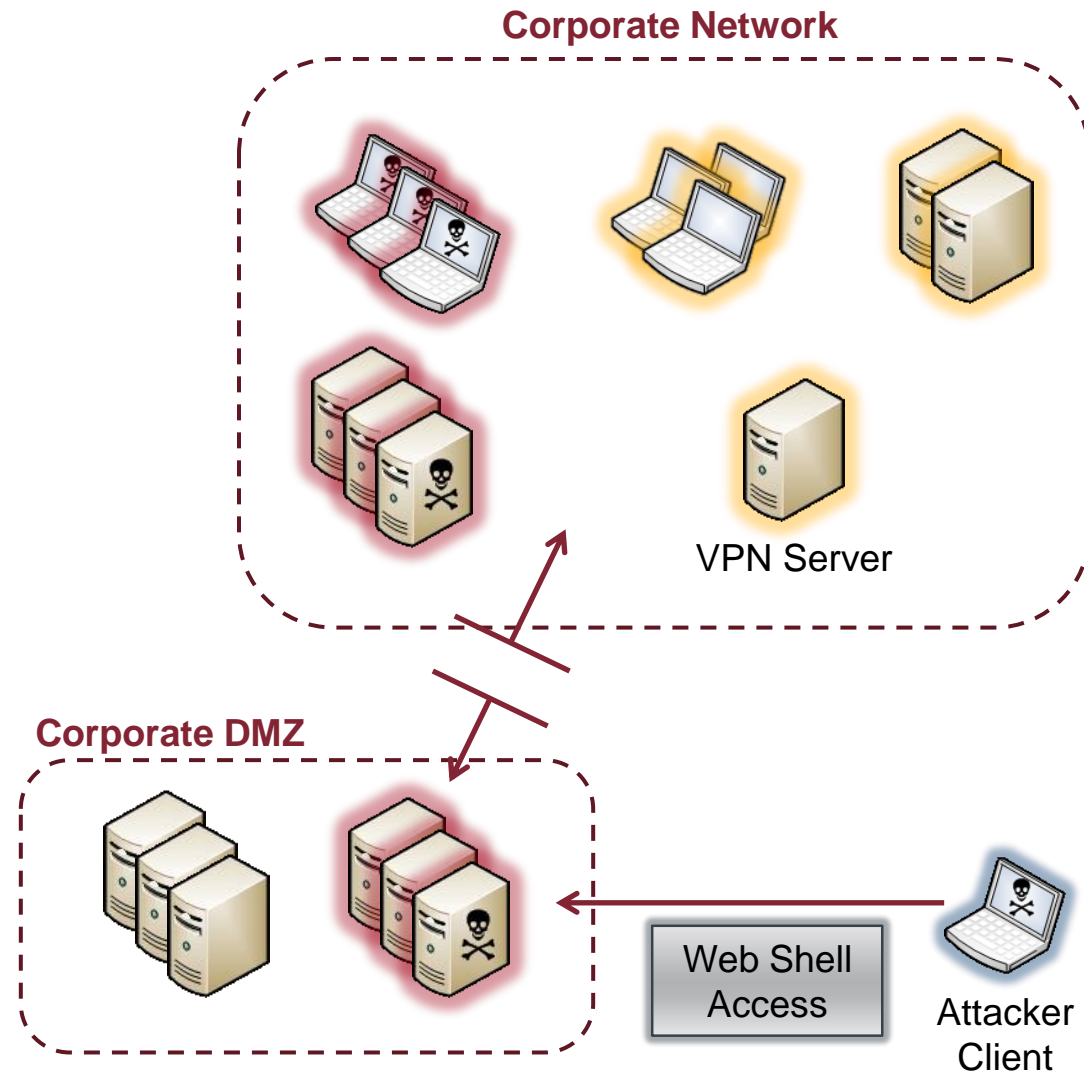 Corporate Network
VPN Server
Corporate DMZ
Web Shell
Access
Attacker
Client